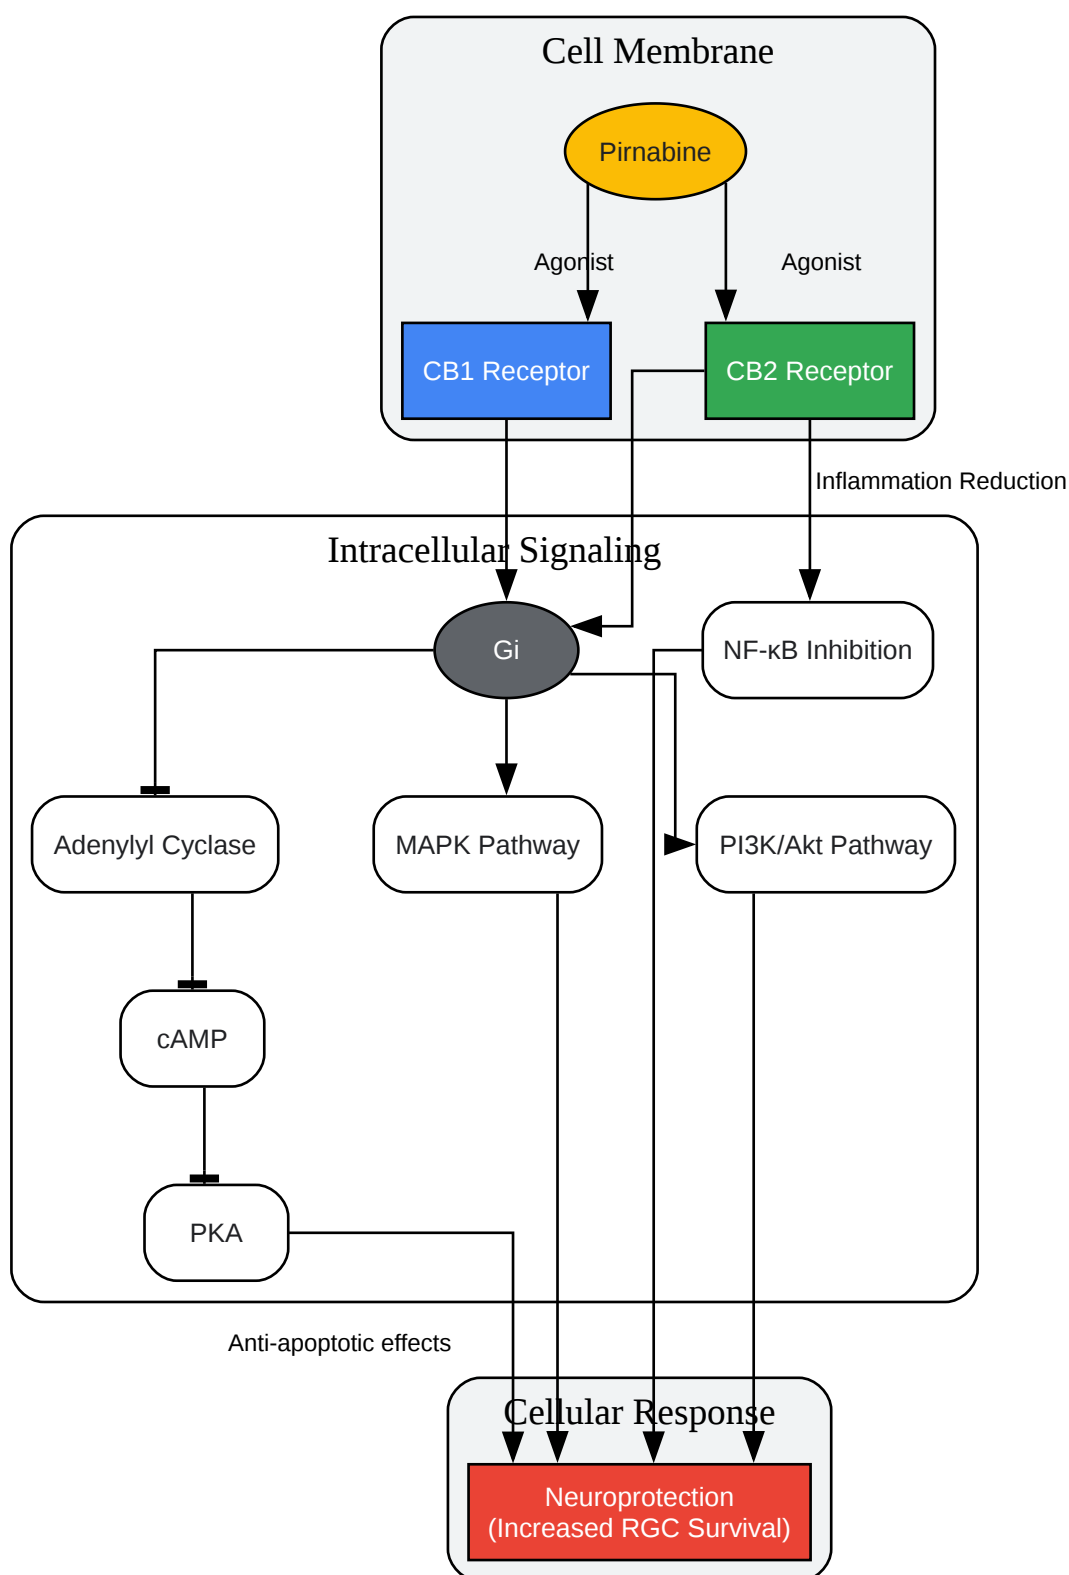 Cell Membrane
Pirnabine
Agonist
Agonist
CB1 Receptor
CB2 Receptor
Inflammation Reduction
Intracellular Signaling
Gi
NF-κB Inhibition
Adenylyl Cyclase
MAPK Pathway
PI3K/Akt Pathway
cAMP
PKA
Anti-apoptotic effects
Cellular Response
Neuroprotection
(Increased RGC Survival)